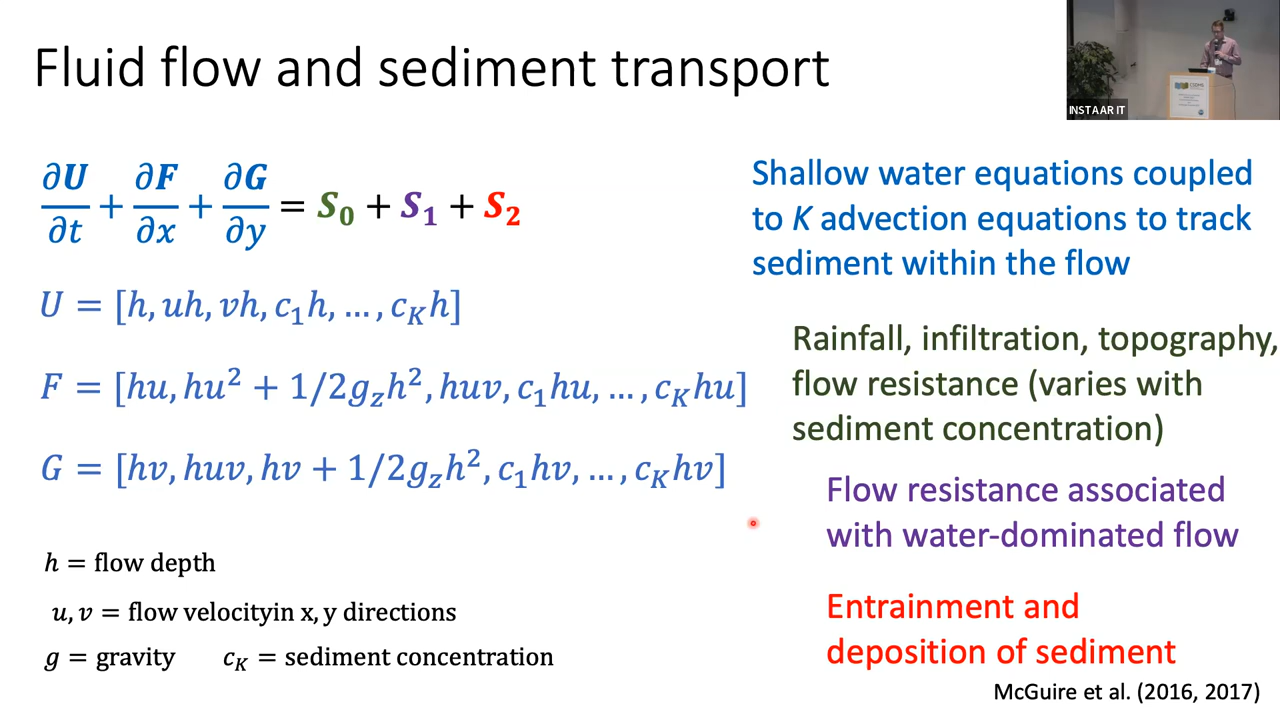 Fluid flow and sediment transport
INSTAAR IT
∂U/∂t + ∂F/∂x + ∂G/∂y = S₀ + S₁ + S₂
U = [h, uh, vh, c₁h, … , c_K h]
F = [hu, hu² + 1/2g_z h², huv, c₁hu, … , c_K hu]
G = [hv, huv, hv + 1/2g_z h², c₁hv, … , c_K hv]
h = flow depth
u, v = flow velocityin x, y directions
g = gravity c_K = sediment concentration
Shallow water equations coupled
to K advection equations to track
sediment within the flow
Rainfall, infiltration, topography,
flow resistance (varies with
sediment concentration)
Flow resistance associated
with water-dominated flow
Entrainment and
deposition of sediment
McGuire et al. (2016, 2017)